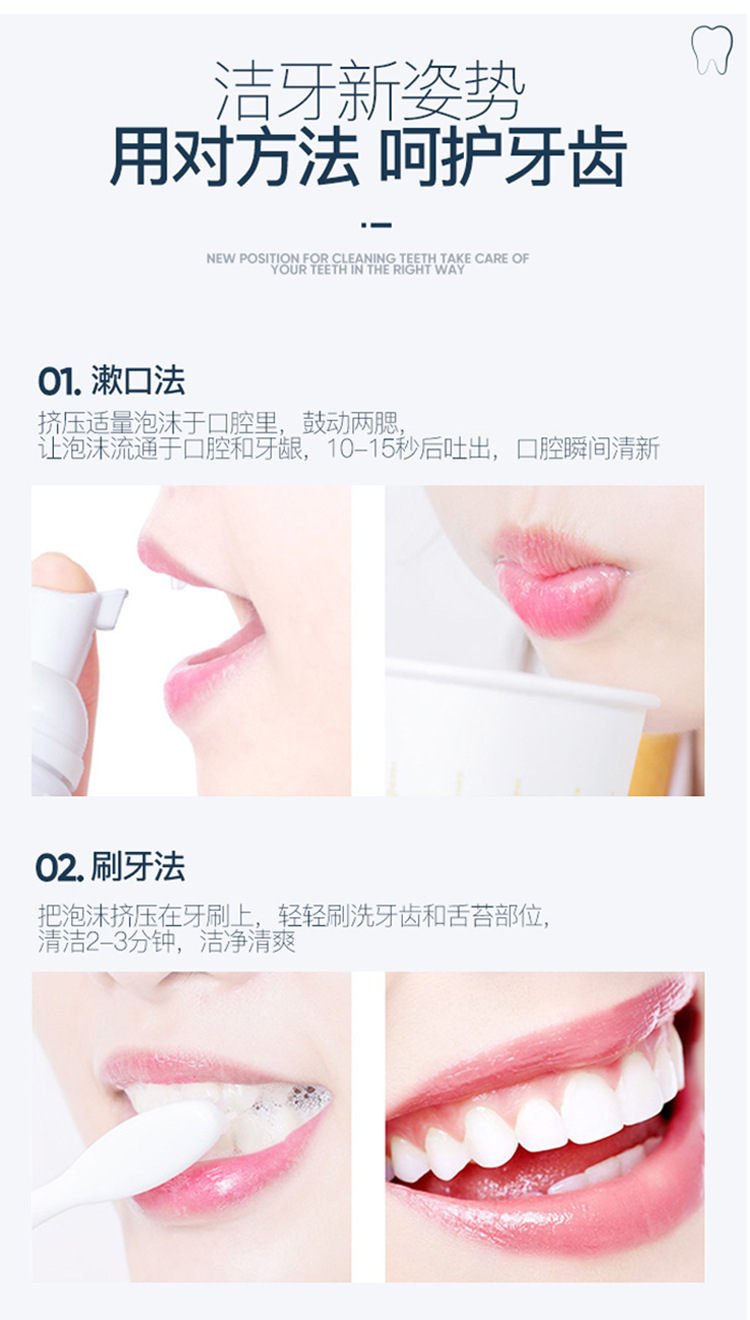 洁牙新姿势
用对方法 呵护牙齿
NEW POSITION FOR CLEANING TEETH TAKE CARE OF
YOUR TEETH IN THE RIGHT WAY
01. 漱口法
挤压适量泡沫于口腔里，鼓动两腮，
让泡沫流通于口腔和牙龈，10-15秒后吐出，口腔瞬间清新
02. 刷牙法
把泡沫挤压在牙刷上，轻轻刷洗牙齿和舌苔部位，
清洁2-3分钟，洁净清爽